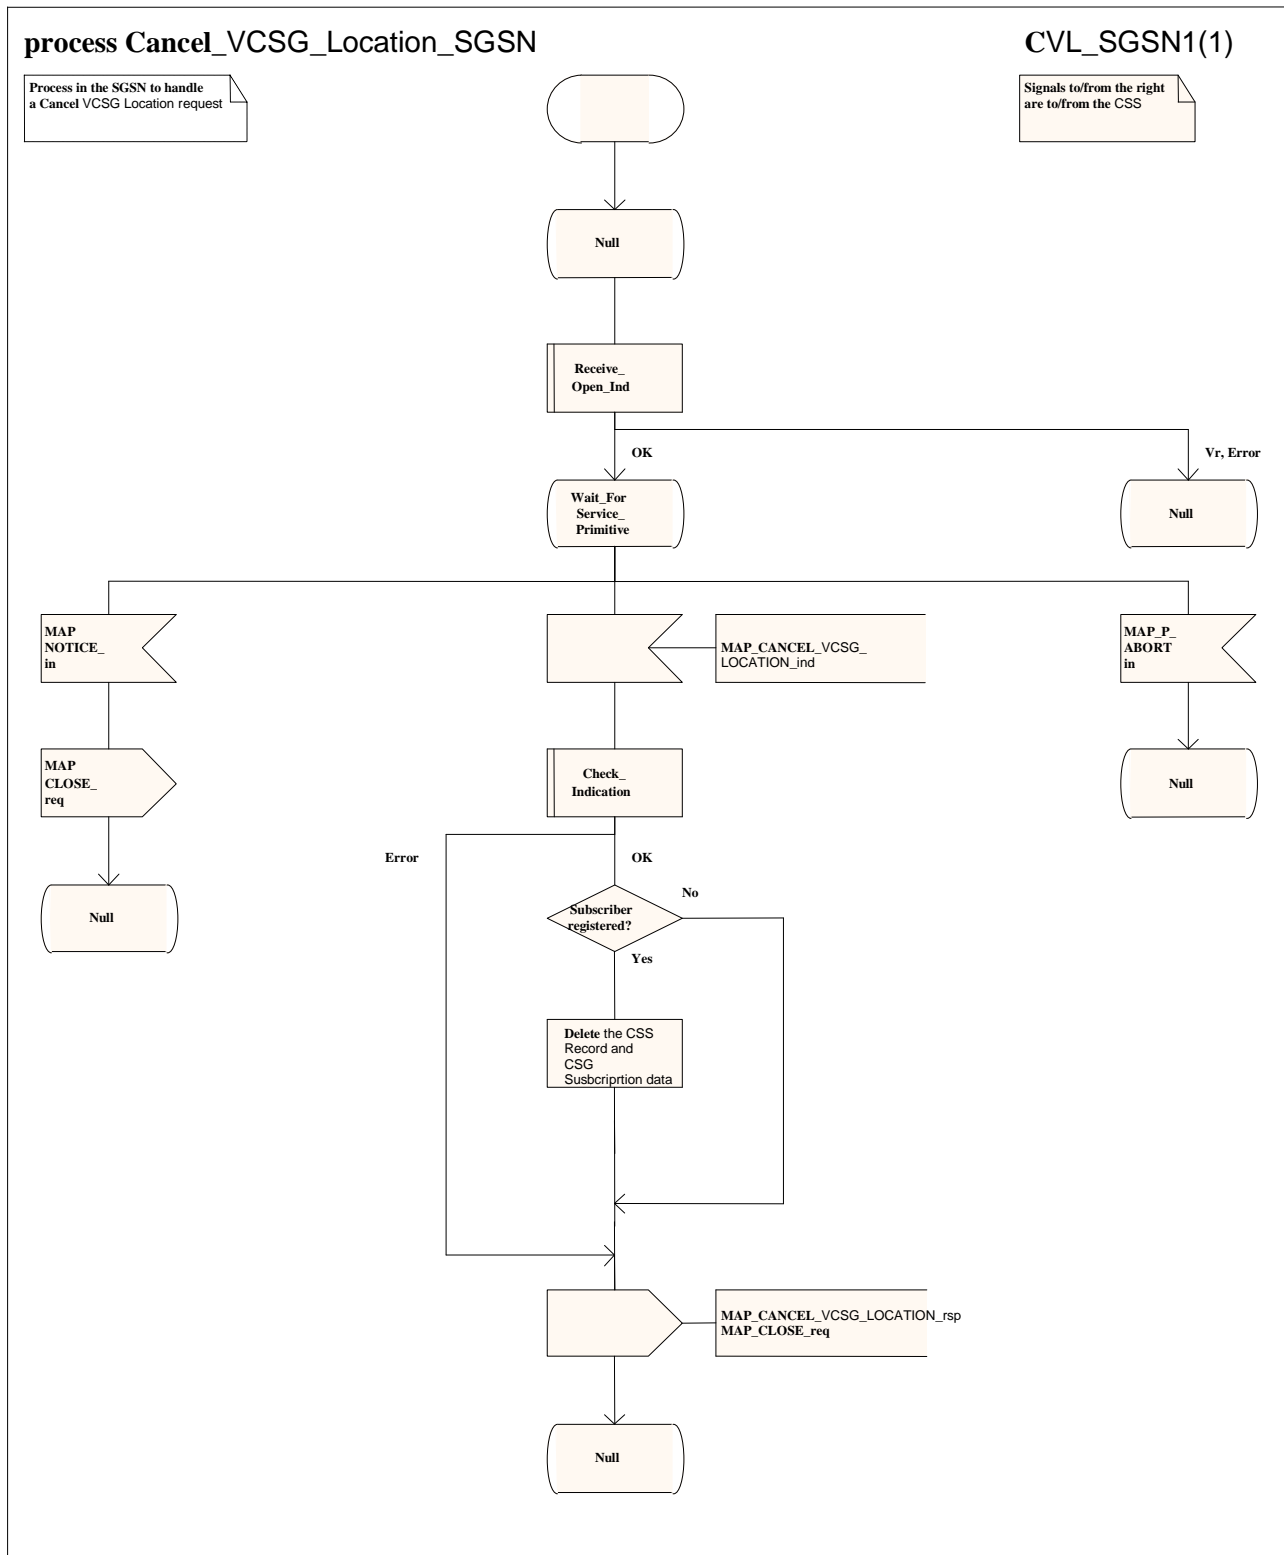 process Cancel_VCSG_Location_SGSN
CVL_SGSN1(1)
Process in the SGSN to handle
a Cancel VCSG Location request
Signals to/from the right
are to/from the CSS
Null
Receive_
Open_Ind
OK
Vr, Error
Wait_For
Service_
Primitive
Null
MAP
NOTICE_
in
MAP_CANCEL_VCSG_
LOCATION_ind
MAP_P_
ABORT
in
MAP
CLOSE_
req
Check_
Indication
Null
Error
OK
No
Null
Subscriber
registered?
Yes
Delete the CSS
Record and
CSG
Susbcriprtion data
MAP_CANCEL_VCSG_LOCATION_rsp
MAP_CLOSE_req
Null